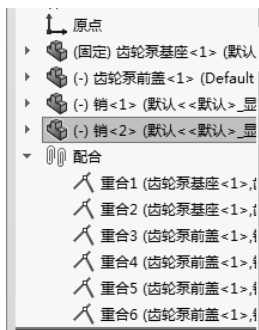 原点
(固定) 齿轮泵基座<1> (默认
(-) 齿轮泵前盖<1> (Default
(-) 销<1> (默认<<默认>_显
(-) 销<2> (默认<<默认>_显
配合
重合1 (齿轮泵基座<1>,
重合2 (齿轮泵基座<1>,
重合3 (齿轮泵前盖<1>,
重合4 (齿轮泵前盖<1>,
重合5 (齿轮泵前盖<1>,
重合6 (齿轮泵前盖<1>,